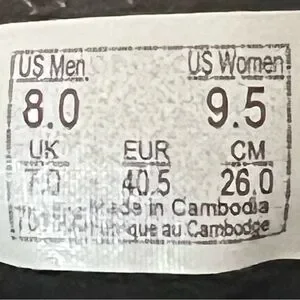 US Men US Women
8.0 9.5
UK EUR CM
7.0 40.5 26.0
Made in Cambodia
au Cambodge